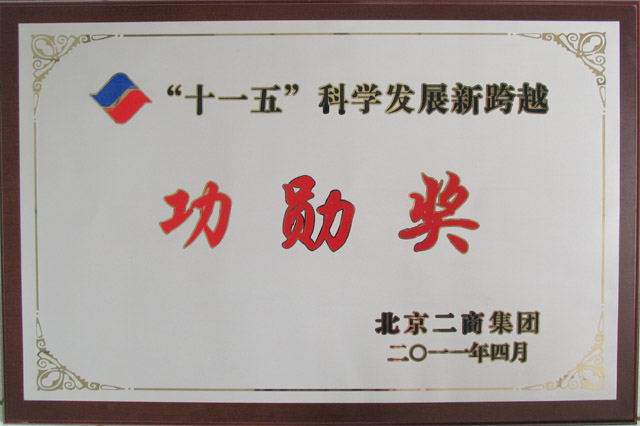 “十一五”科学发展新跨越
功勋奖
北京二商集团
二〇一一年四月